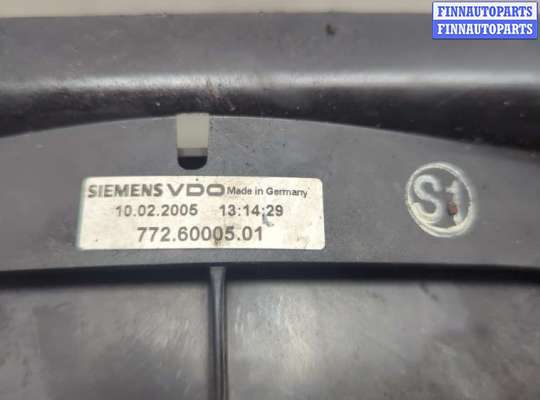 FINNAUTOPARTS
FINNAUTOPARTS
SIEMENS VDO Made in Germany
10.02.2005 13:14:29
772.60005.01
S1